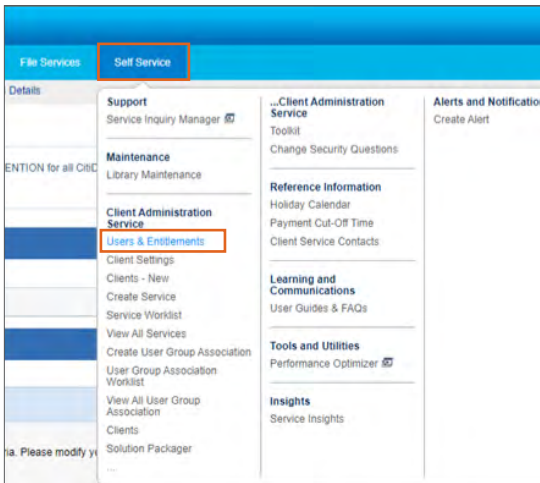 File Services
Self Service
Details
ENTION for all CitiD
ria. Please modify y
Support
Service Inquiry Manager
Maintenance
Library Maintenance
Client Administration
Service
Users & Entitlements
Client Settings
Clients - New
Create Service
Service Worklist
View All Services
Create User Group Association
User Group Association
Worklist
View All User Group
Association
Clients
Solution Packager
...
...Client Administration
Service
Toolkit
Change Security Questions
Reference Information
Holiday Calendar
Payment Cut-Off Time
Client Service Contacts
Learning and
Communications
User Guides & FAQs
Tools and Utilities
Performance Optimizer
Insights
Service Insights
Alerts and Notificatio
Create Alert